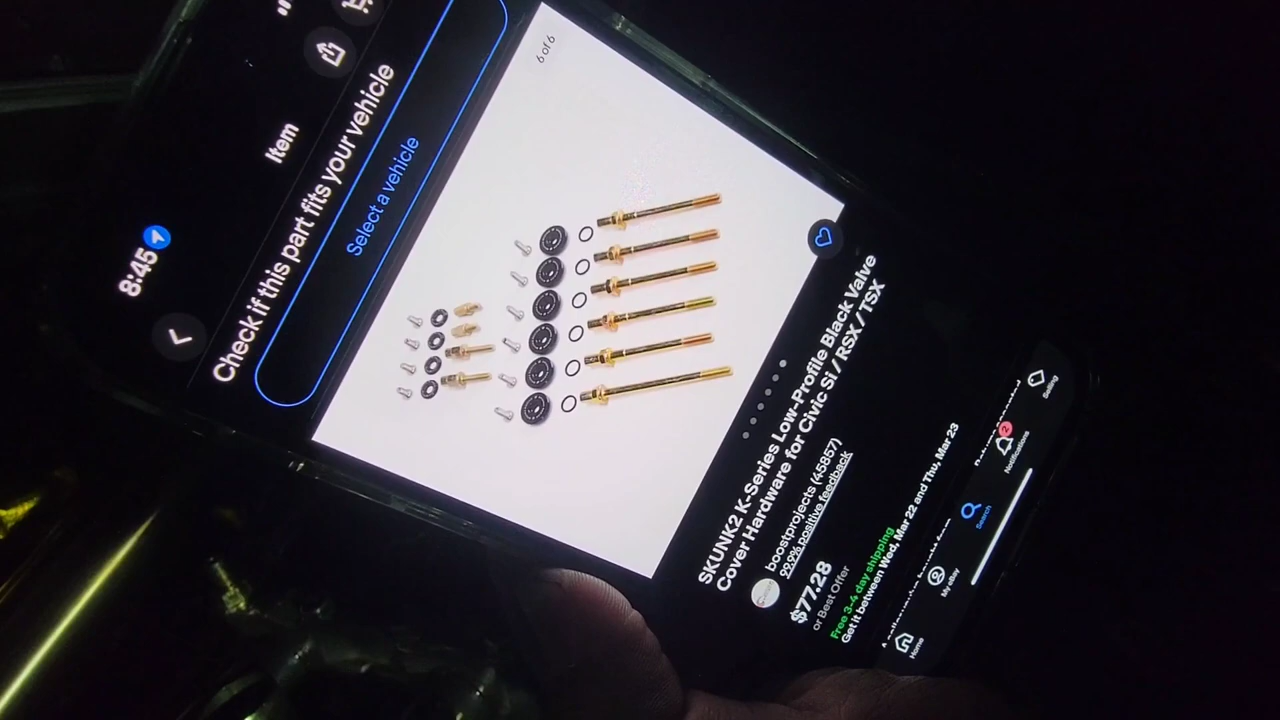 8:45
Item
Check if this part fits your vehicle
Select a vehicle
6 of 6
SKUNK2 K-Series Low-Profile Black Valve
Cover Hardware for Civic Si / RSX / TSX
boostprojects (45857)
99.9% positive feedback
$77.28
or Best Offer
Free 3-4 day shipping
Get it between Wed, Mar 22 and Thu, Mar 23
Home
My eBay
Search
2
Notifications
Selling